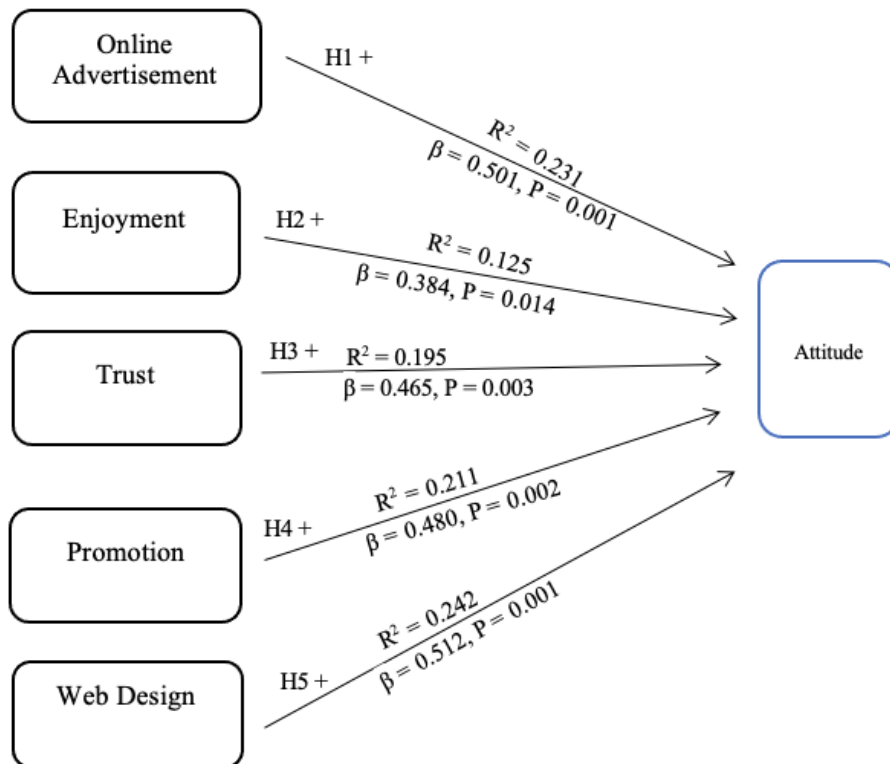 Online
Advertisement
H1 +
R² = 0.231
β = 0.501, P = 0.001
Enjoyment
H2 +
R² = 0.125
β = 0.384, P = 0.014
Trust
H3 +
R² = 0.195
β = 0.465, P = 0.003
Attitude
Promotion
H4 +
R² = 0.211
β = 0.480, P = 0.002
Web Design
H5 +
R² = 0.242
β = 0.512, P = 0.001